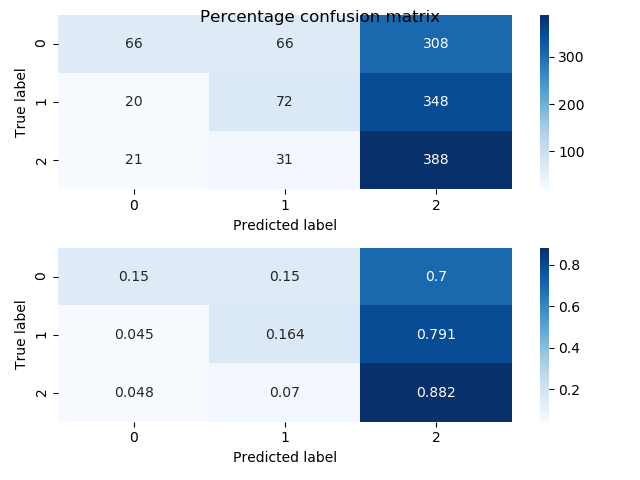 Percentage confusion matrix
True label
0 66 66 308
1 20 72 348
2 21 31 388
0 1 2
Predicted label
300
200
100
True label
0 0.15 0.15 0.7
1 0.045 0.164 0.791
2 0.048 0.07 0.882
0 1 2
Predicted label
0.8
0.6
0.4
0.2